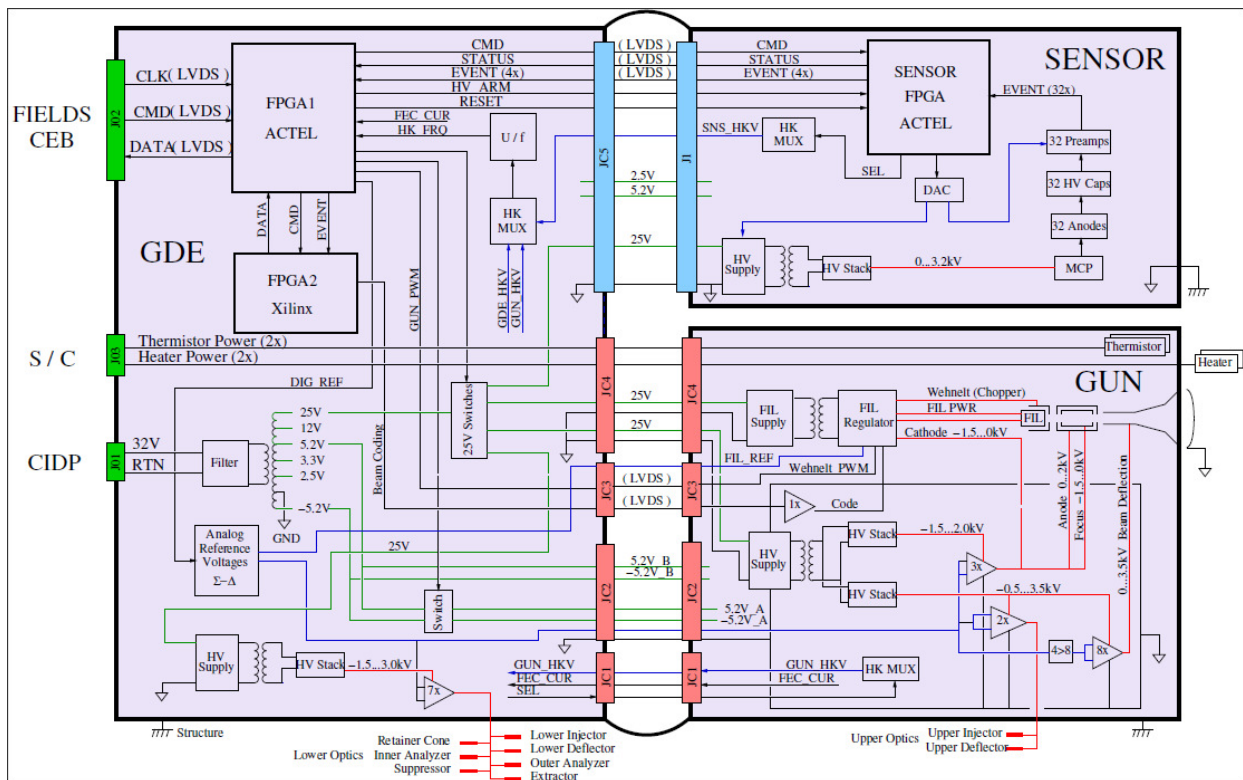 FIELDS
CEB
J02
CLK(LVDS)
CMD(LVDS)
DATA(LVDS)
FPGA1
ACTEL
CMD
STATUS
EVENT (4x)
HV_ARM
RESET
FEC_CUR
HK_FRQ
U / f
HK
MUX
GDE_HKV
GUN_HKV
DATA
CMD
EVENT
GDE
FPGA2
Xilinx
GUN_PWM
JC5
(LVDS)
(LVDS)
(LVDS)
2.5V
5.2V
25V
J1
CMD
STATUS
EVENT (4x)
SENSOR
SENSOR
FPGA
ACTEL
EVENT (32x)
SNS_HKV
HK
MUX
SEL
DAC
32 Preamps
32 HV Caps
32 Anodes
MCP
HV
Supply
HV Stack
0...3.2kV
S / C
J03
Thermistor Power (2x)
Heater Power (2x)
Thermistor
Heater
GUN
CIDP
J01
32V
RTN
Filter
DIG_REF
25V
12V
5.2V
3.3V
2.5V
-5.2V
GND
Beam Coding
25V Switches
Analog
Reference
Voltages
Σ-Δ
25V
Switch
HV
Supply
HV Stack
-1.5...3.0kV
7x
JC4
25V
25V
JC4
JC3
(LVDS)
(LVDS)
JC3
JC2
5.2V_B
-5.2V_B
JC2
5.2V_A
-5.2V_A
JC1
JC1
GUN_HKV
FEC_CUR
SEL
GUN_HKV
FEC_CUR
HK MUX
FIL
Supply
FIL
Regulator
FIL_REF
Wehnelt (Chopper)
FIL PWR
FIL
Cathode -1.5...0kV
Wehnelt PWM
1x
Code
HV
Supply
HV Stack
-1.5...2.0kV
HV Stack
-0.5...3.5kV
3x
2x
4>8
8x
Anode 0...2kV
Focus -1.5...0kV
0...3.5kV Beam Deflection
Structure
Lower Optics
Retainer Cone
Inner Analyzer
Suppressor
Lower Injector
Lower Deflector
Outer Analyzer
Extractor
Upper Optics
Upper Injector
Upper Deflector